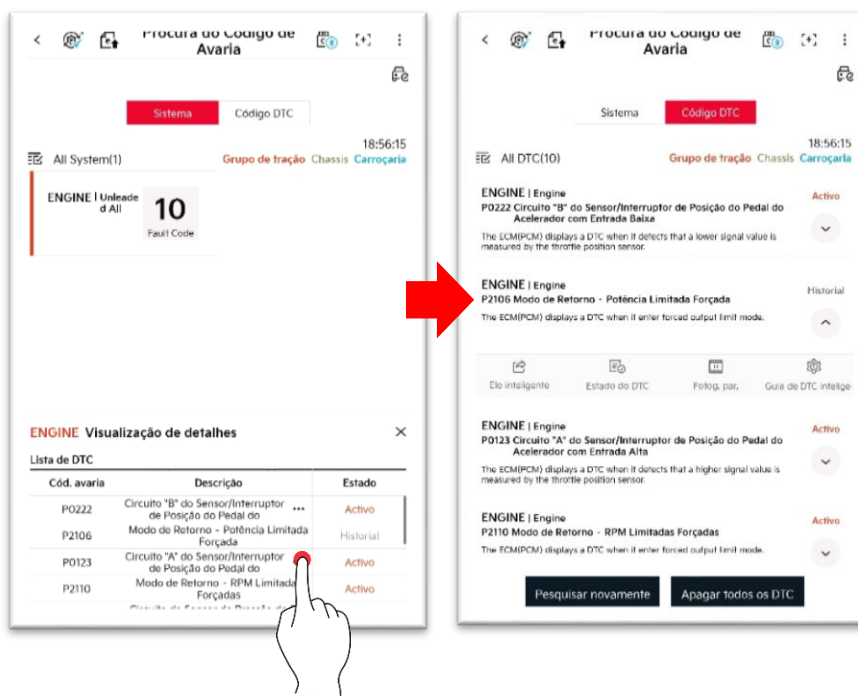 Procura do Código de
Avaria
Sistema
Código DTC
18:56:15
All System(1)
Grupo de tração Chassis Carroçaria
ENGINE | Unleade
d All
10
Fault Code
ENGINE Visualização de detalhes
Lista de DTC
Cód. avaria Descrição Estado
P0222 Circuito "B" do Sensor/Interruptor ... Activo
de Posição do Pedal do
P2106 Modo de Retorno - Potência Limitada Historial
Forçada
P0123 Circuito "A" do Sensor/Interruptor Activo
de Posição do Pedal do
P2110 Modo de Retorno - RPM Limitada Activo
Forçadas
Procura do Código de
Avaria
Sistema
Código DTC
18:56:15
All DTC(10)
Grupo de tração Chassis Carroçaria
ENGINE | Engine
Activo
P0222 Circuito "B" do Sensor/Interruptor de Posição do Pedal do
Acelerador com Entrada Baixa
The ECM(PCM) displays a DTC when it detects that a lower signal value is
measured by the throttle position sensor.
ENGINE | Engine
Historial
P2106 Modo de Retorno - Potência Limitada Forçada
The ECM(PCM) displays a DTC when it enter forced output limit mode.
Elo inteligente Estado do DTC Fotog. par. Guia de DTC intelige
ENGINE | Engine
Activo
P0123 Circuito "A" do Sensor/Interruptor de Posição do Pedal do
Acelerador com Entrada Alta
The ECM(PCM) displays a DTC when it detects that a higher signal value is
measured by the throttle position sensor.
ENGINE | Engine
Activo
P2110 Modo de Retorno - RPM Limitadas Forçadas
The ECM(PCM) displays a DTC when it enter forced output limit mode.
Pesquisar novamente
Apagar todos os DTC